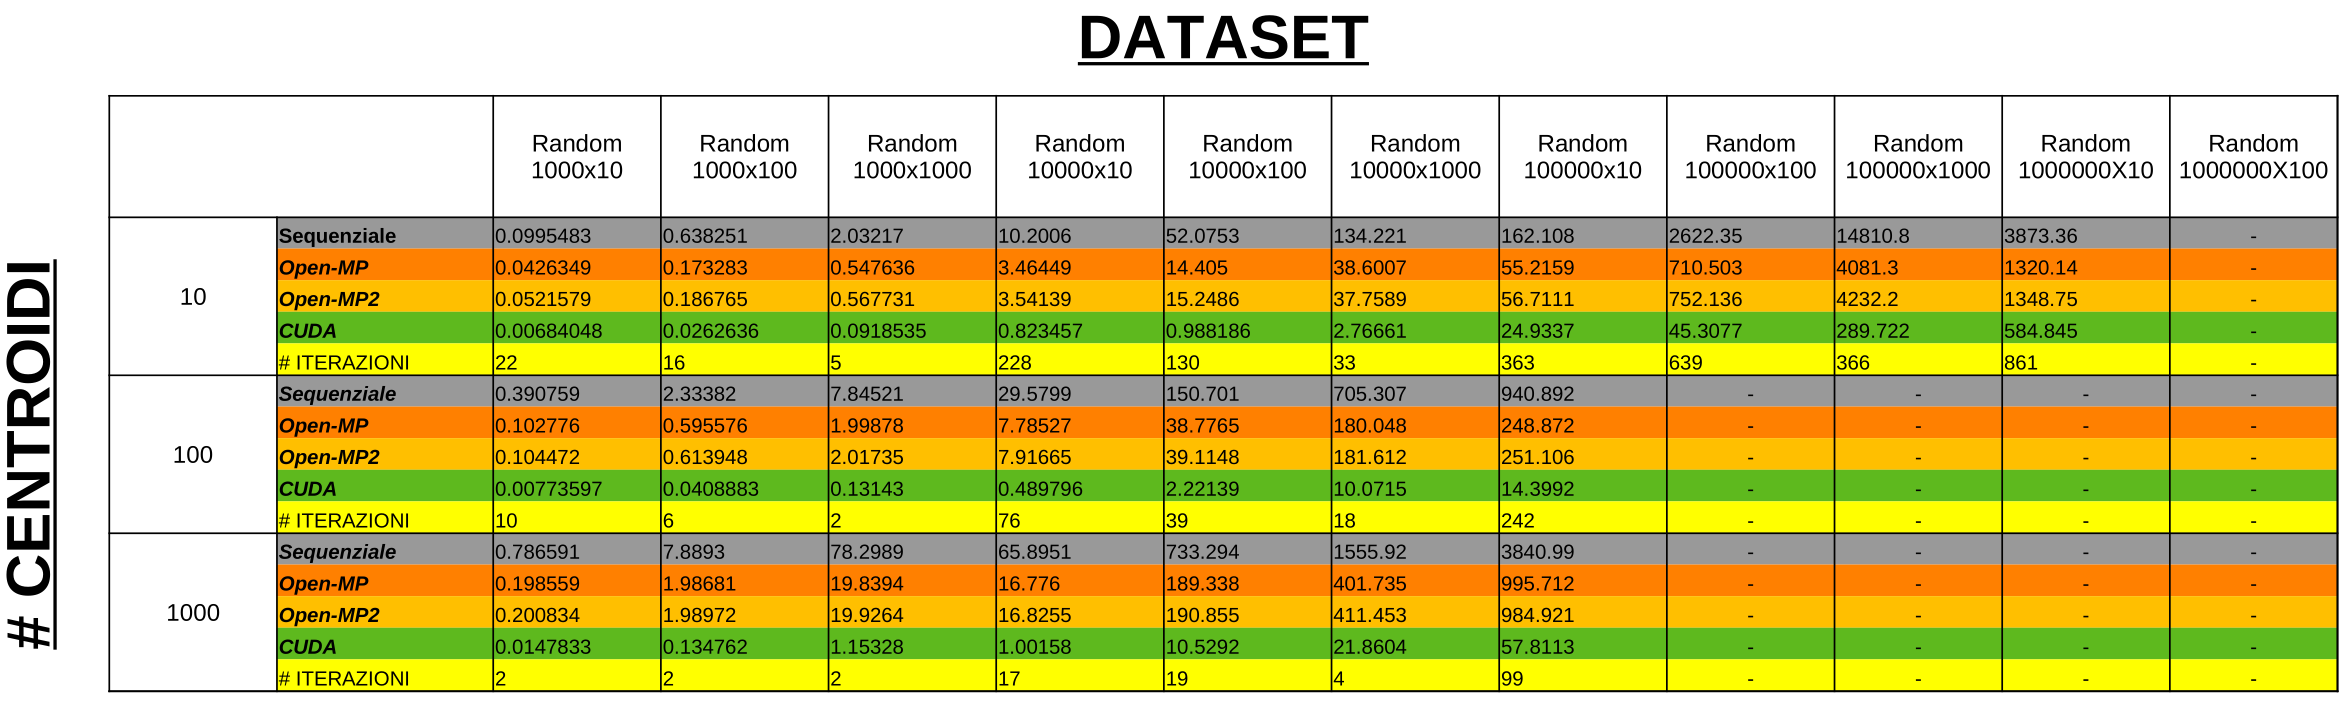 DATASET
# CENTROIDI
Random Random Random Random Random Random Random Random Random Random Random
1000x10 1000x100 1000x1000 10000x10 10000x100 10000x1000 100000x10 100000x100 100000x1000 1000000X10 1000000X100
10
Sequenziale 0.0995483 0.638251 2.03217 10.2006 52.0753 134.221 162.108 2622.35 14810.8 3873.36 -
Open-MP 0.0426349 0.173283 0.547636 3.46449 14.405 38.6007 55.2159 710.503 4081.3 1320.14 -
Open-MP2 0.0521579 0.186765 0.567731 3.54139 15.2486 37.7589 56.7111 752.136 4232.2 1348.75 -
CUDA 0.00684048 0.0262636 0.0918535 0.823457 0.988186 2.76661 24.9337 45.3077 289.722 584.845 -
# ITERAZIONI 22 16 5 228 130 33 363 639 366 861 -
100
Sequenziale 0.390759 2.33382 7.84521 29.5799 150.701 705.307 940.892 - - - -
Open-MP 0.102776 0.595576 1.99878 7.78527 38.7765 180.048 248.872 - - - -
Open-MP2 0.104472 0.613948 2.01735 7.91665 39.1148 181.612 251.106 - - - -
CUDA 0.00773597 0.0408883 0.13143 0.489796 2.22139 10.0715 14.3992 - - - -
# ITERAZIONI 10 6 2 76 39 18 242 - - - -
1000
Sequenziale 0.786591 7.8893 78.2989 65.8951 733.294 1555.92 3840.99 - - - -
Open-MP 0.198559 1.98681 19.8394 16.776 189.338 401.735 995.712 - - - -
Open-MP2 0.200834 1.98972 19.9264 16.8255 190.855 411.453 984.921 - - - -
CUDA 0.0147833 0.134762 1.15328 1.00158 10.5292 21.8604 57.8113 - - - -
# ITERAZIONI 2 2 2 17 19 4 99 - - - -